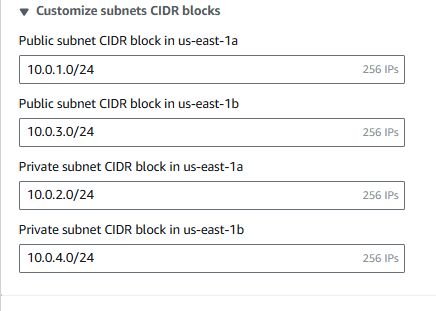 Customize subnets CIDR blocks
Public subnet CIDR block in us-east-1a
10.0.1.0/24 256 IPs
Public subnet CIDR block in us-east-1b
10.0.3.0/24 256 IPs
Private subnet CIDR block in us-east-1a
10.0.2.0/24 256 IPs
Private subnet CIDR block in us-east-1b
10.0.4.0/24 256 IPs